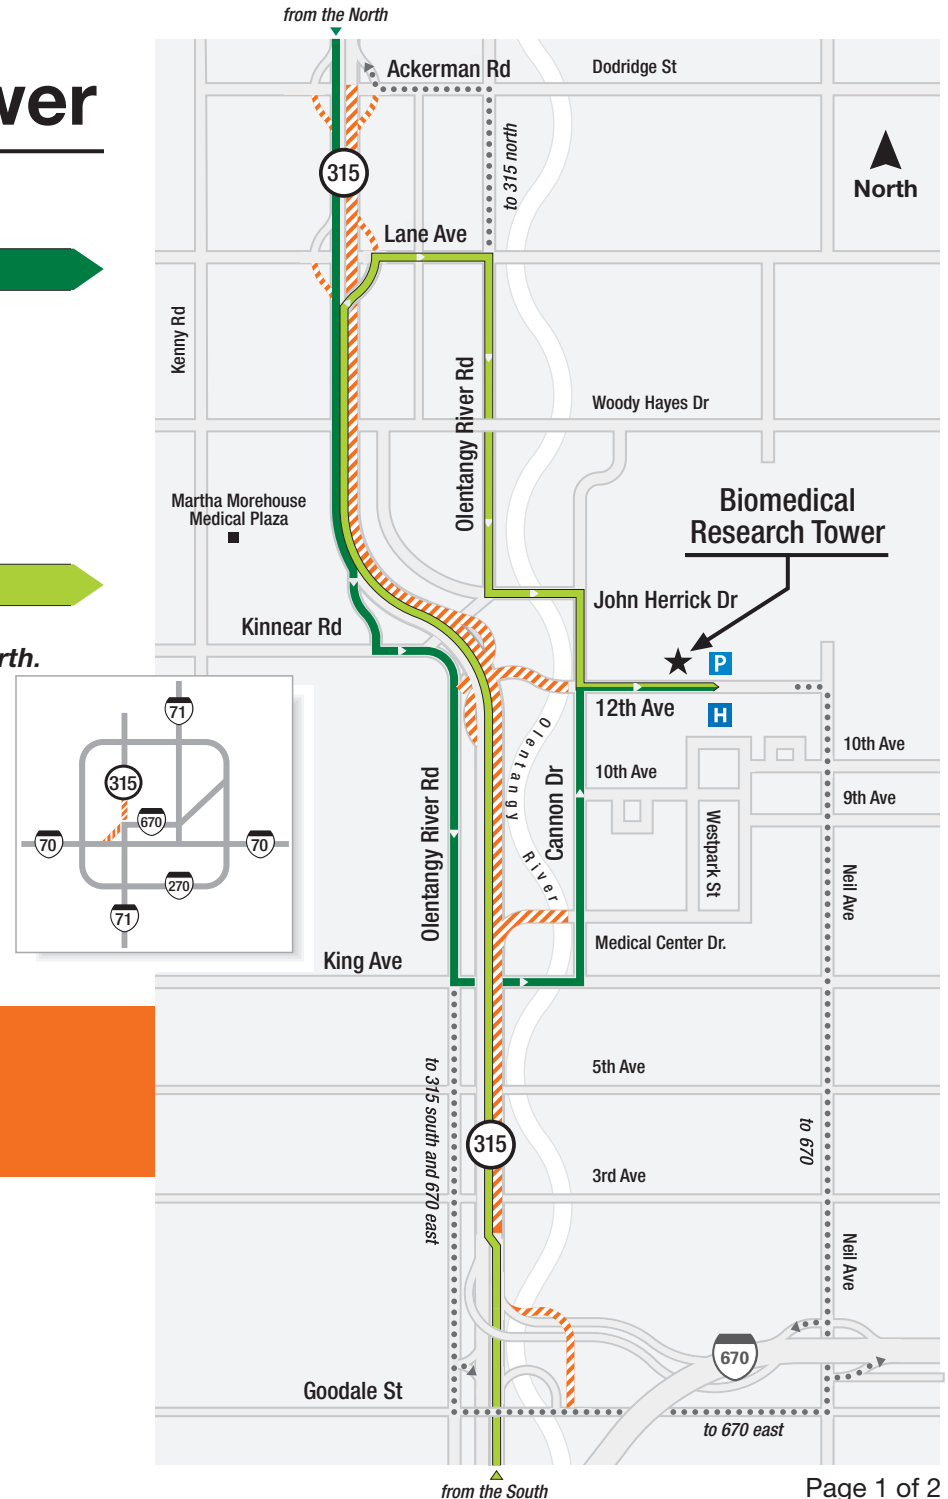 from the North
wer
Ackerman Rd
Dodridge St
to 315 north
315
North
Lane Ave
Kenny Rd
Olentangy River Rd
Woody Hayes Dr
Martha Morehouse
Medical Plaza
Biomedical
Research Tower
John Herrick Dr
Kinnear Rd
rth.
P
12th Ave
H
71
315
670
70
70
270
71
Olentangy River Rd
Olentangy
River
Cannon Dr
10th Ave
10th Ave
9th Ave
Westpark St
Neil Ave
Medical Center Dr.
King Ave
5th Ave
to 315 south and 670 east
315
to 670
3rd Ave
Neil Ave
670
Goodale St
to 670 east
from the South
Page 1 of 2